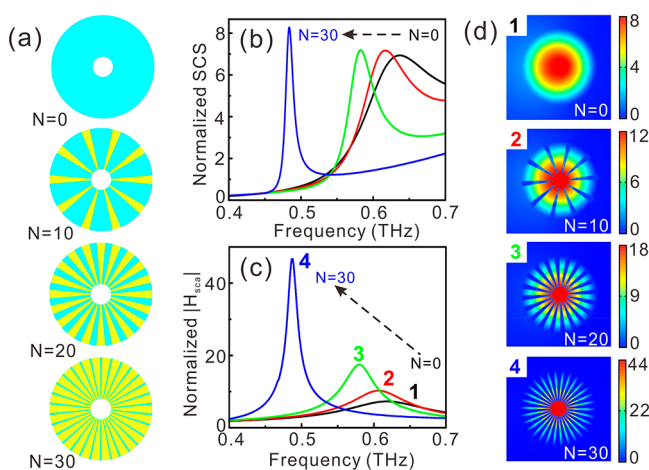 (a)
N=0
N=10
N=20
N=30
(b)
N=30
N=0
Normalized SCS
8
6
4
2
0
0.4 0.5 0.6 0.7
Frequency (THz)
(c)
4
N=30
3
2
1
N=0
Normalized |Hsca|
40
20
0
0.4 0.5 0.6 0.7
Frequency (THz)
(d)
1
N=0
8
4
0
2
N=10
12
6
0
3
N=20
18
9
0
4
N=30
44
22
0